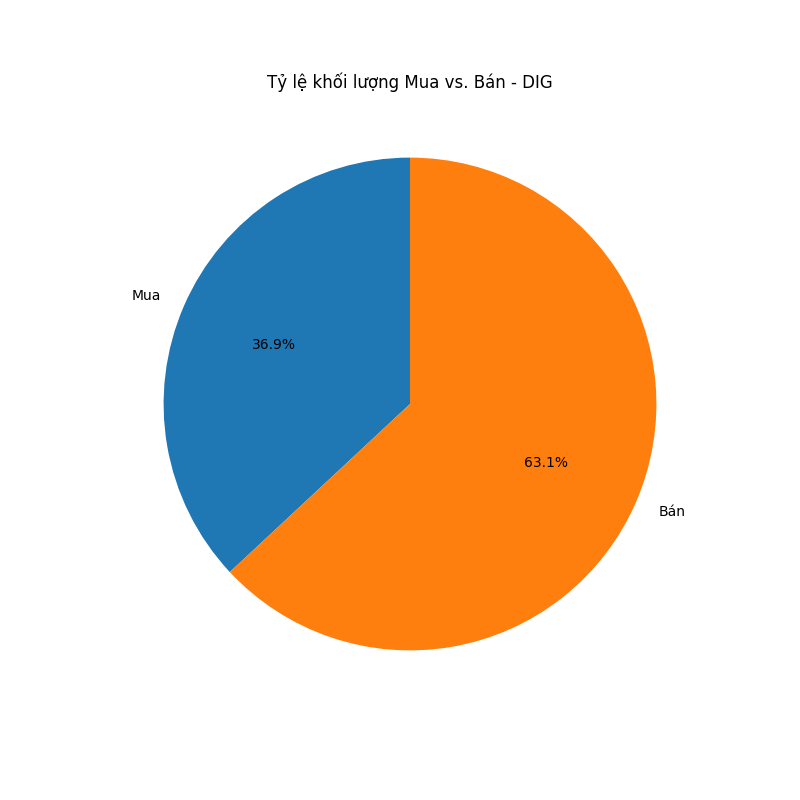 Tỷ lệ khối lượng Mua vs. Bán - DIG
Mua
36.9%
63.1%
Bán